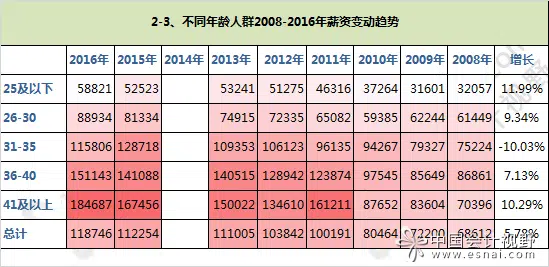 2-3、不同年龄人群2008-2016年薪资变动趋势
2016年 2015年 2014年 2013年 2012年 2011年 2010年 2009年 2008年 增长
25及以下 58821 52523 53241 51275 46316 37264 31601 32057 11.99%
26-30 88934 81334 74915 72335 65082 59385 62244 61449 9.34%
31-35 115806 128718 109353 106123 96135 94267 79327 75224 -10.03%
36-40 151143 141088 140515 128942 123874 97545 85649 86861 7.13%
41及以上 184687 167456 150022 134610 161211 87652 83604 70396 10.29%
总计 118746 112254 111005 103842 100191 80464 72200 68612 5.78%
中国会计视野
www.esnai.com